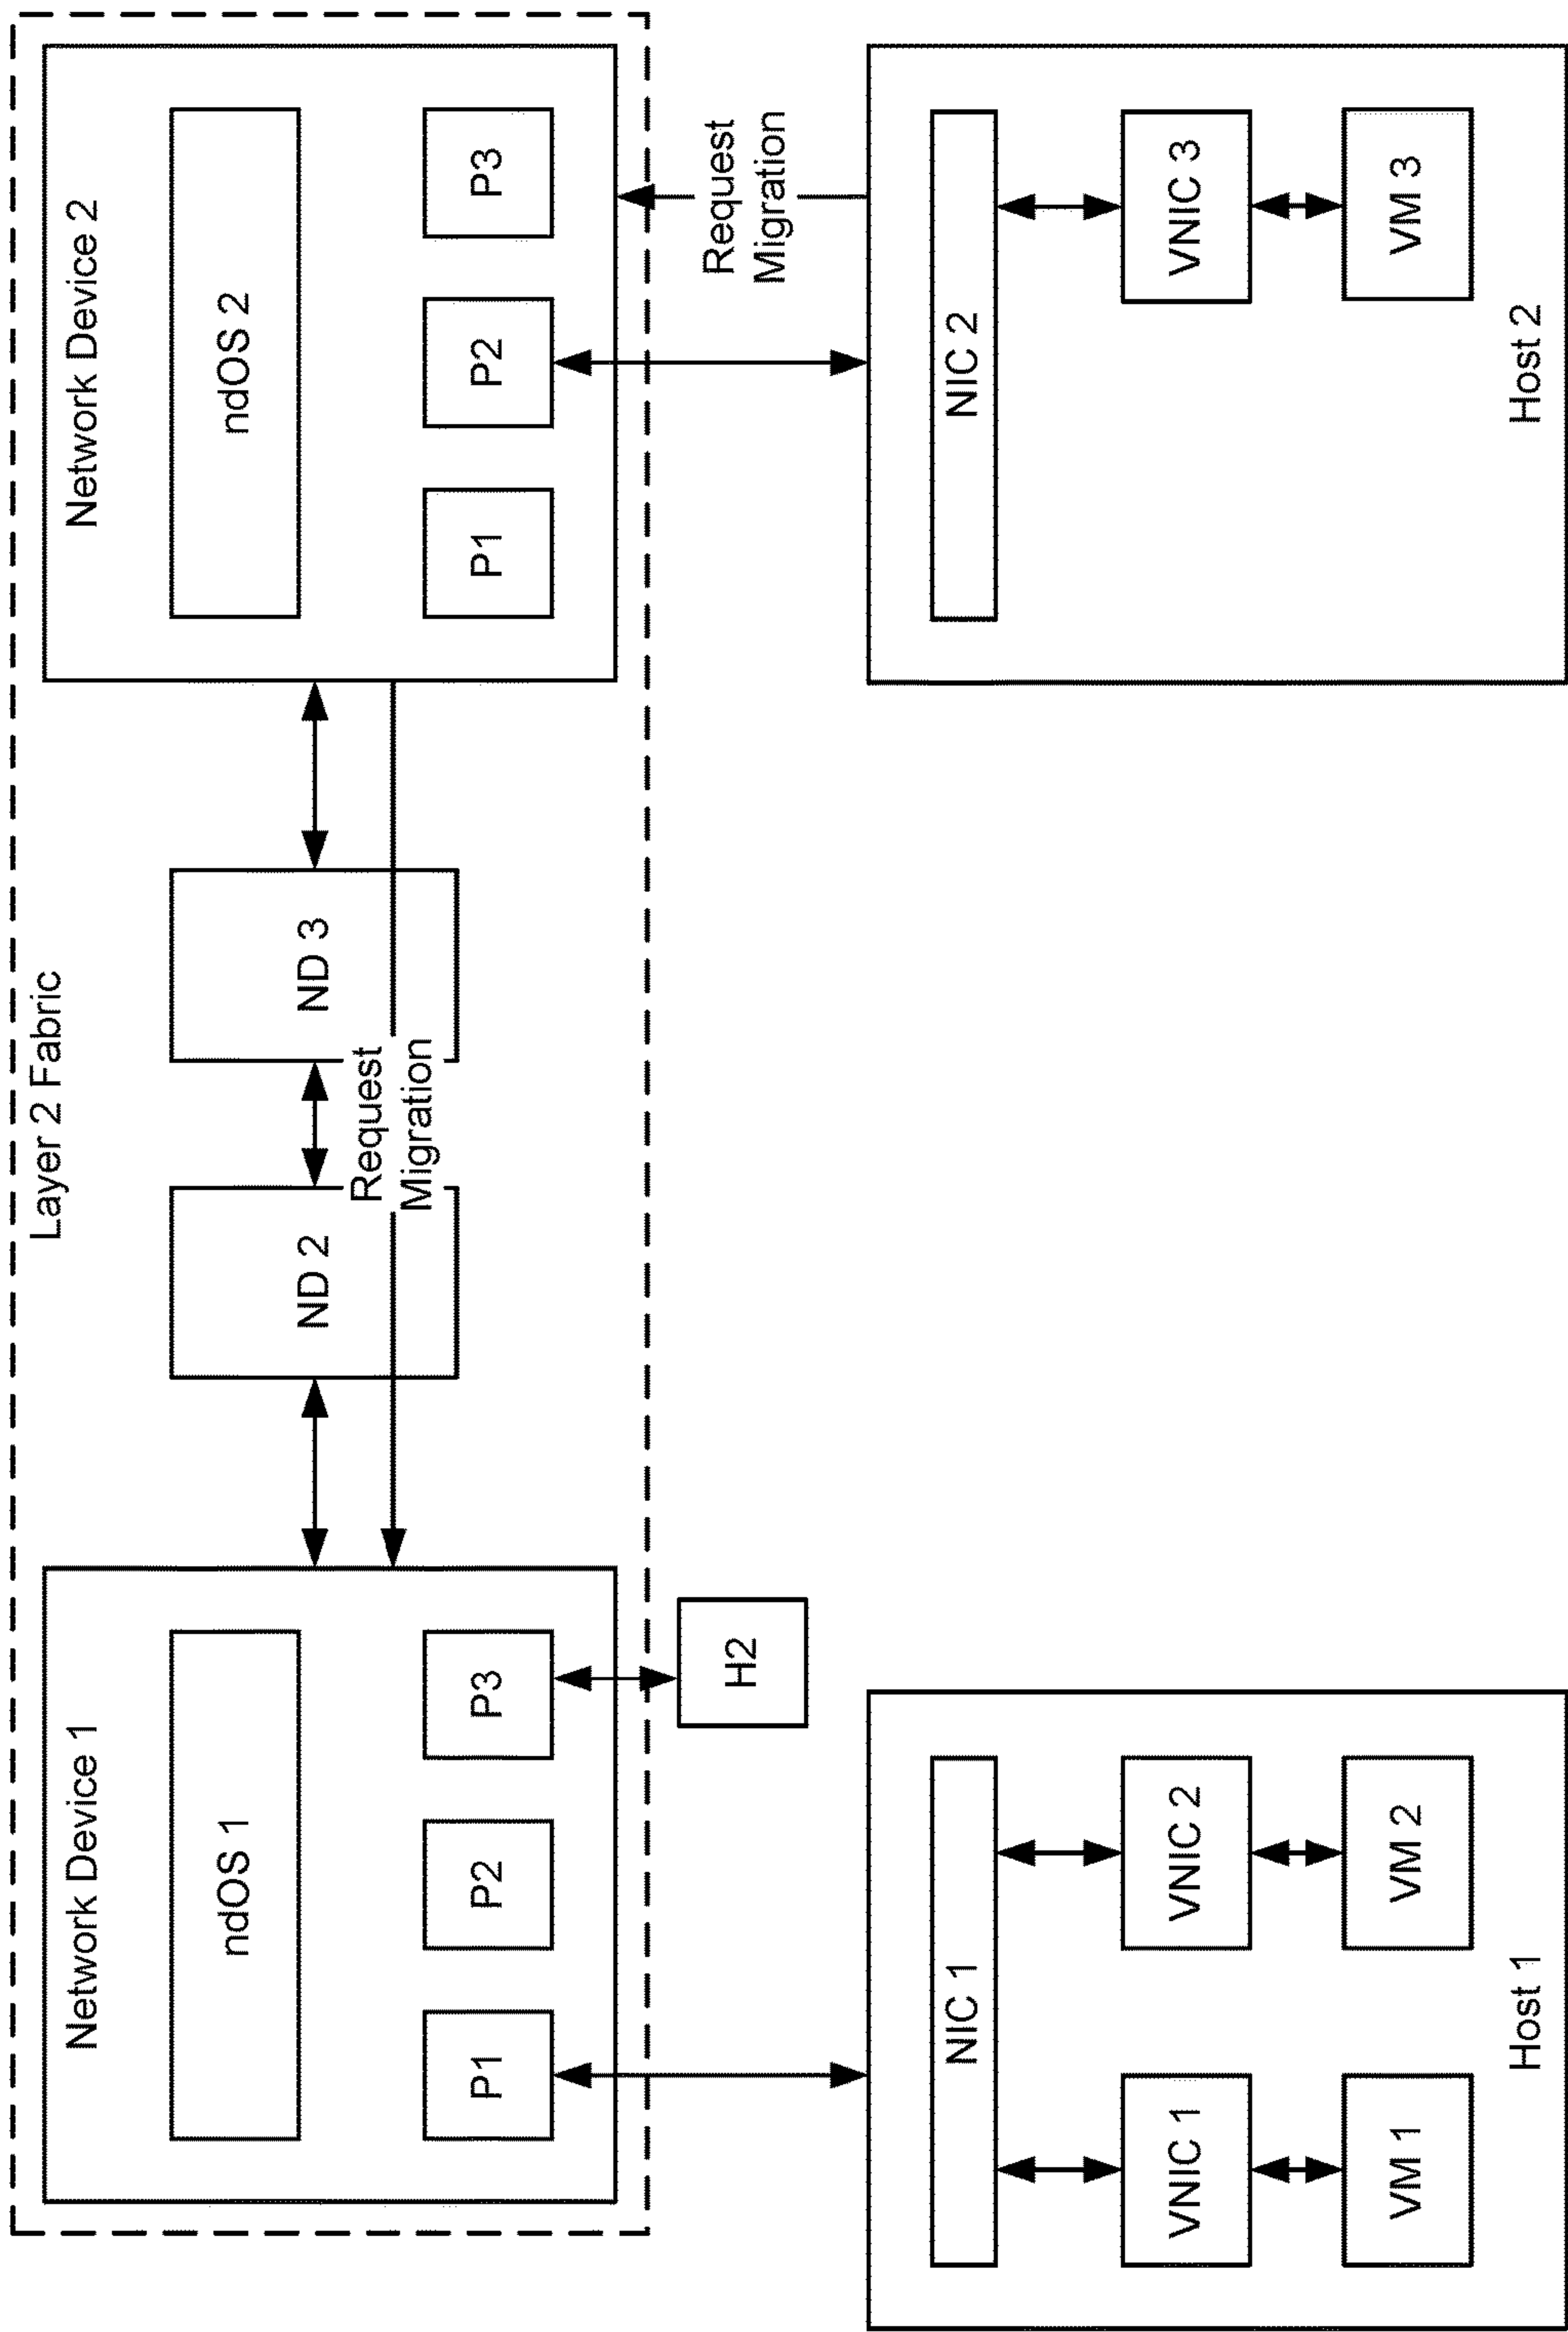 Layer 2 Fabric
Network Device 1
ndOS 1
P1
P2
P3
ND 2
ND 3
Request
Migration
Network Device 2
ndOS 2
P1
P2
P3
H2
Request
Migration
NIC 1
VNIC 1
VNIC 2
VM 1
VM 2
Host 1
NIC 2
VNIC 3
VM 3
Host 2